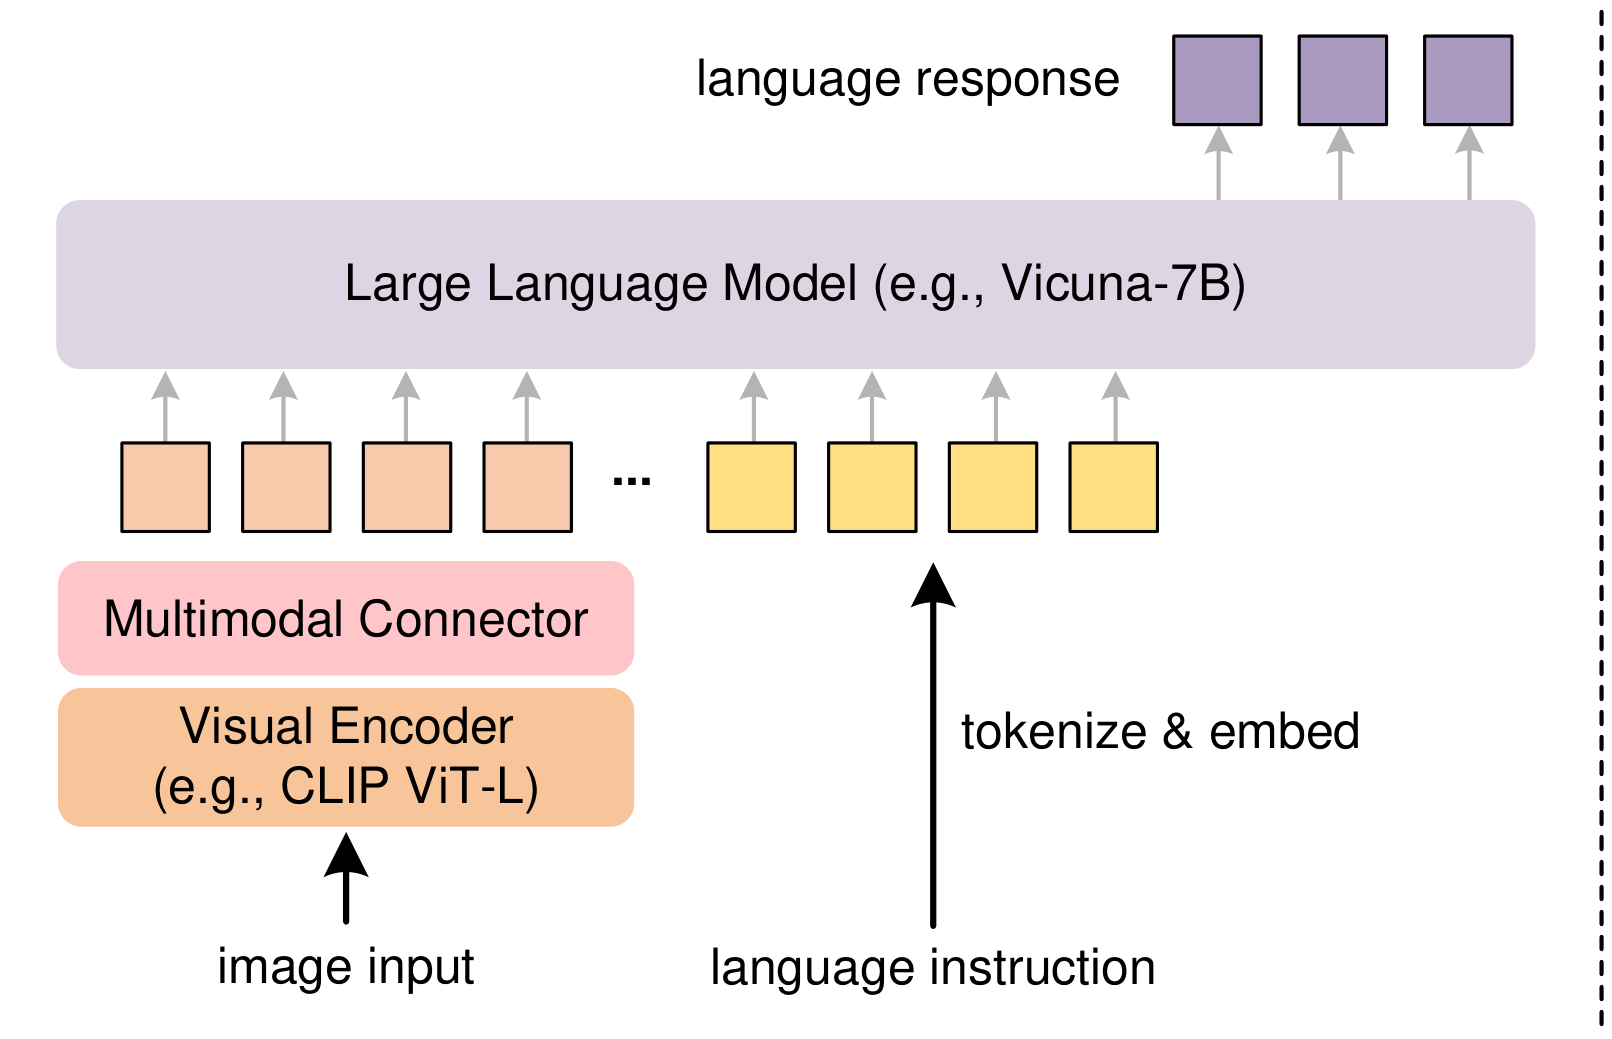 language response
Large Language Model (e.g., Vicuna-7B)
...
Multimodal Connector
Visual Encoder
(e.g., CLIP ViT-L)
tokenize & embed
image input
language instruction